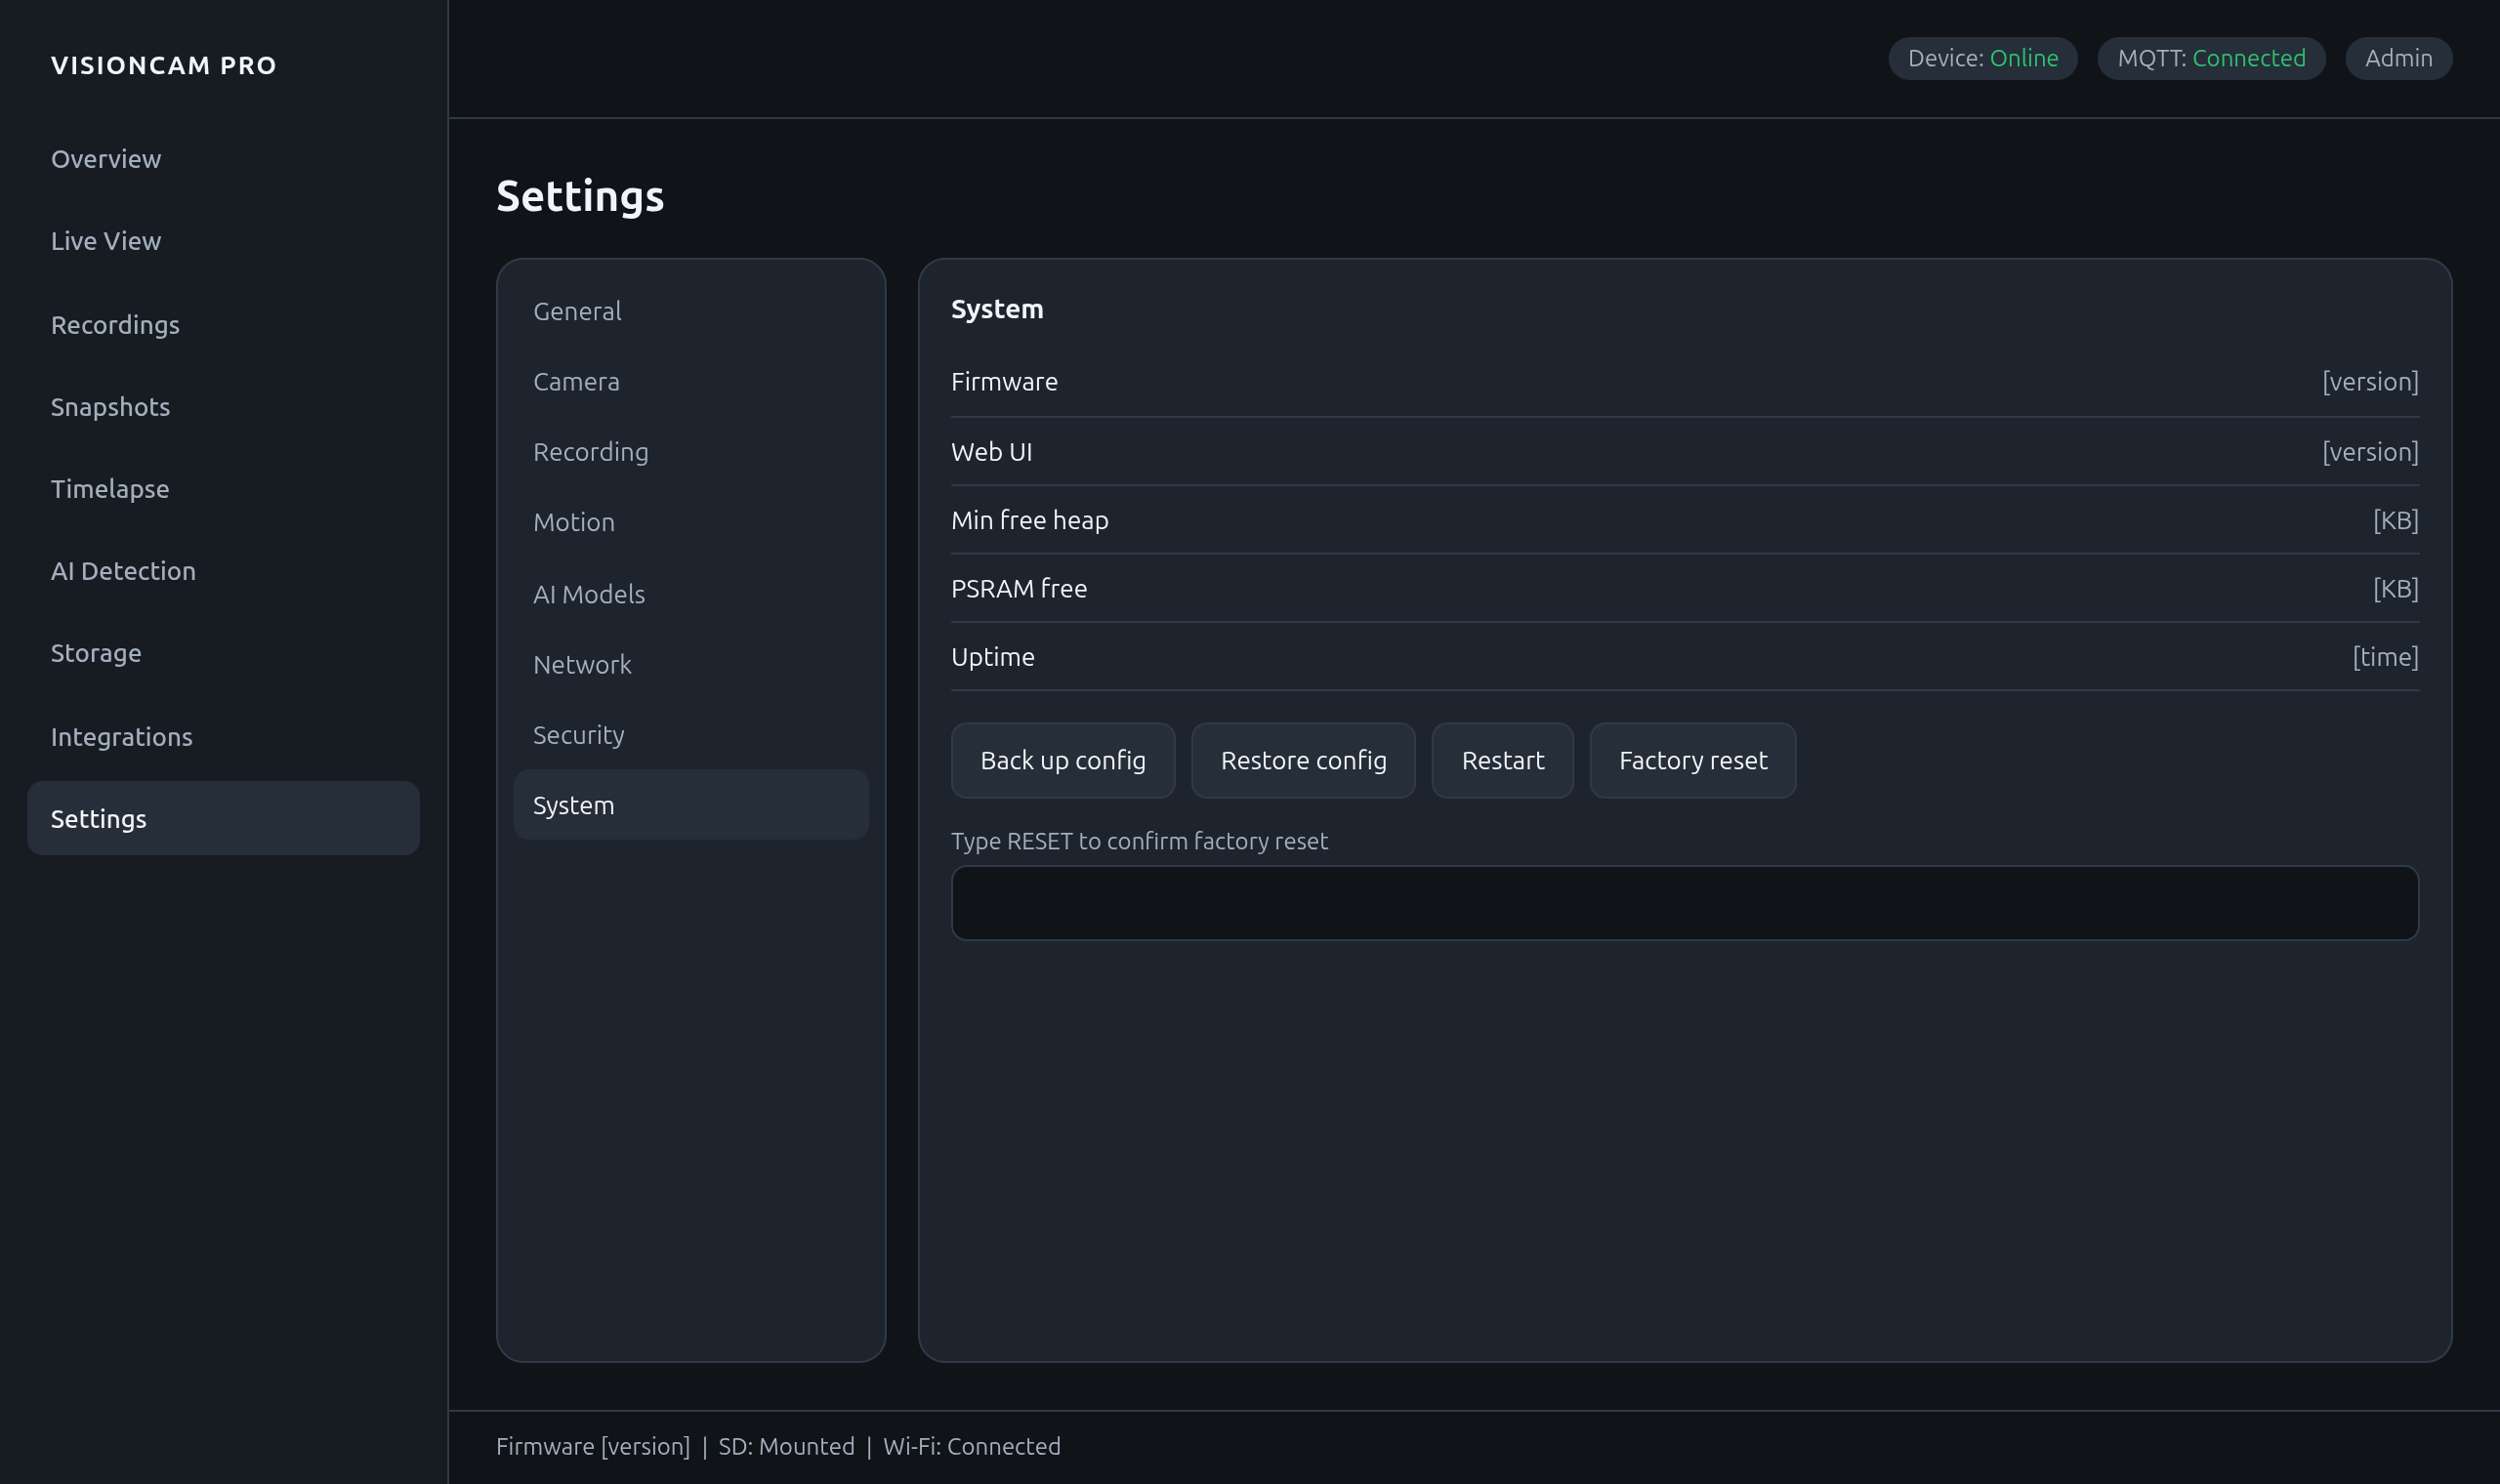 VISIONCAM PRO
Overview
Live View
Recordings
Snapshots
Timelapse
AI Detection
Storage
Integrations
Settings
Device: Online
MQTT: Connected
Admin
Settings
General
Camera
Recording
Motion
AI Models
Network
Security
System
System
Firmware [version]
Web UI [version]
Min free heap [KB]
PSRAM free [KB]
Uptime [time]
Back up config
Restore config
Restart
Factory reset
Type RESET to confirm factory reset
Firmware [version] | SD: Mounted | Wi-Fi: Connected